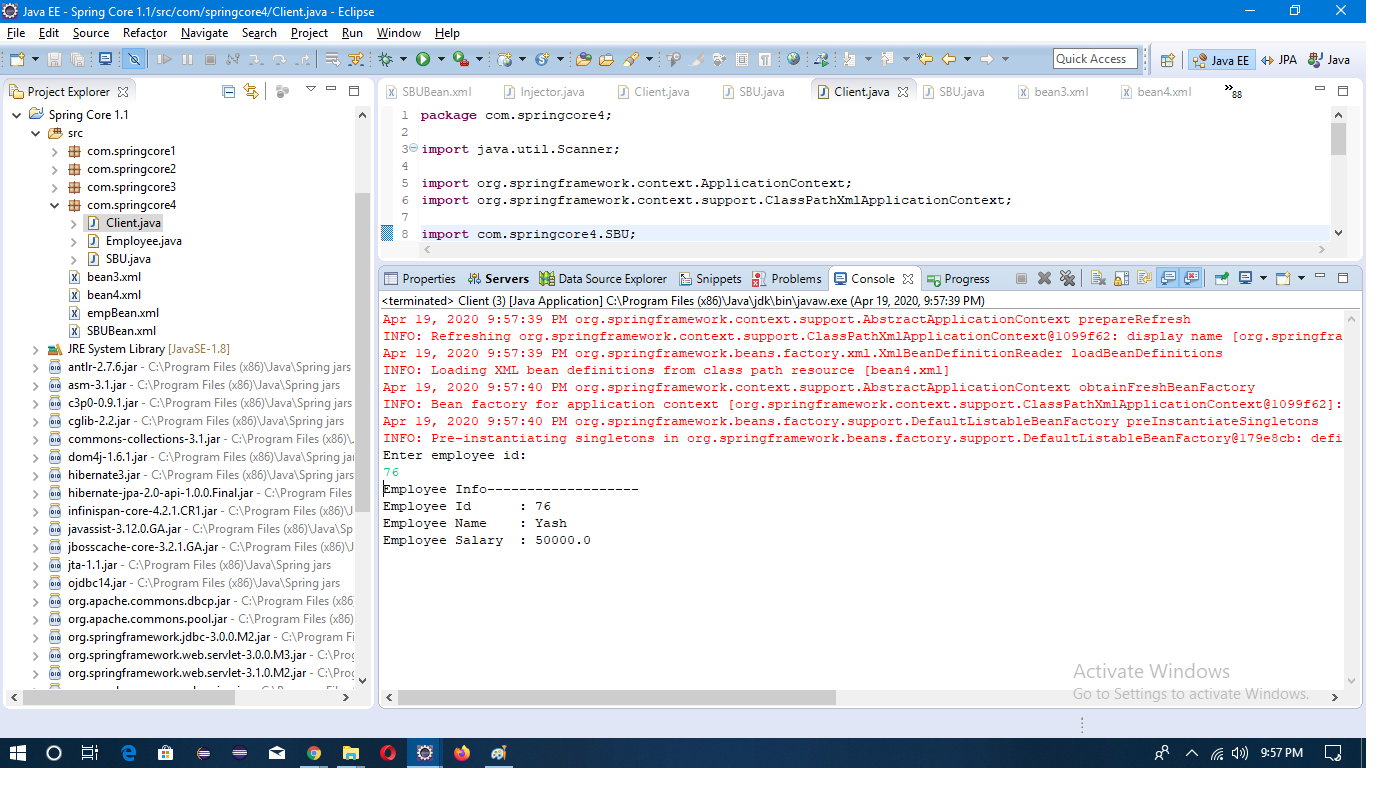 Java EE - Spring Core 1.1/src/com/springcore4/Client.java - Eclipse
File Edit Source Refactor Navigate Search Project Run Window Help
Quick Access Java EE JPA Java
Project Explorer
Spring Core 1.1
src
com.springcore1
com.springcore2
com.springcore3
com.springcore4
Client.java
Employee.java
SBU.java
bean3.xml
bean4.xml
empBean.xml
SBUBean.xml
JRE System Library [JavaSE-1.8]
antlr-2.7.6.jar - C:\Program Files (x86)\Java\Spring jars
asm-3.1.jar - C:\Program Files (x86)\Java\Spring jars
c3p0-0.9.1.jar - C:\Program Files (x86)\Java\Spring jars
cglib-2.2.jar - C:\Program Files (x86)\Java\Spring jars
commons-collections-3.1.jar - C:\Program Files (x86)\J
dom4j-1.6.1.jar - C:\Program Files (x86)\Java\Spring jar
hibernate3.jar - C:\Program Files (x86)\Java\Spring jars
hibernate-jpa-2.0-api-1.0.0.Final.jar - C:\Program Files
infinispan-core-4.2.1.CR1.jar - C:\Program Files (x86)\J
javassist-3.12.0.GA.jar - C:\Program Files (x86)\Java\Sp
jbosscache-core-3.2.1.GA.jar - C:\Program Files (x86)\J
jta-1.1.jar - C:\Program Files (x86)\Java\Spring jars
ojdbc14.jar - C:\Program Files (x86)\Java\Spring jars
org.apache.commons.dbcp.jar - C:\Program Files (x86
org.apache.commons.pool.jar - C:\Program Files (x86)
org.springframework.jdbc-3.0.0.M2.jar - C:\Program Fi
org.springframework.web.servlet-3.0.0.M3.jar - C:\Prog
org.springframework.web.servlet-3.1.0.M2.jar - C:\Prog
SBUBean.xml Injector.java Client.java SBU.java Client.java SBU.java bean3.xml bean4.xml »88
1 package com.springcore4;
2
3 import java.util.Scanner;
4
5 import org.springframework.context.ApplicationContext;
6 import org.springframework.context.support.ClassPathXmlApplicationContext;
7
8 import com.springcore4.SBU;
Properties Servers Data Source Explorer Snippets Problems Console Progress
<terminated> Client (3) [Java Application] C:\Program Files (x86)\Java\jdk\bin\javaw.exe (Apr 19, 2020, 9:57:39 PM)
Apr 19, 2020 9:57:39 PM org.springframework.context.support.AbstractApplicationContext prepareRefresh
INFO: Refreshing org.springframework.context.support.ClassPathXmlApplicationContext@1099f62: display name [org.springfra
Apr 19, 2020 9:57:39 PM org.springframework.beans.factory.xml.XmlBeanDefinitionReader loadBeanDefinitions
INFO: Loading XML bean definitions from class path resource [bean4.xml]
Apr 19, 2020 9:57:40 PM org.springframework.context.support.AbstractApplicationContext obtainFreshBeanFactory
INFO: Bean factory for application context [org.springframework.context.support.ClassPathXmlApplicationContext@1099f62]:
Apr 19, 2020 9:57:40 PM org.springframework.beans.factory.support.DefaultListableBeanFactory preInstantiateSingletons
INFO: Pre-instantiating singletons in org.springframework.beans.factory.support.DefaultListableBeanFactory@179e8cb: defi
Enter employee id:
76
Employee Info-------------------
Employee Id : 76
Employee Name : Yash
Employee Salary : 50000.0
Activate Windows
Go to Settings to activate Windows.
9:57 PM